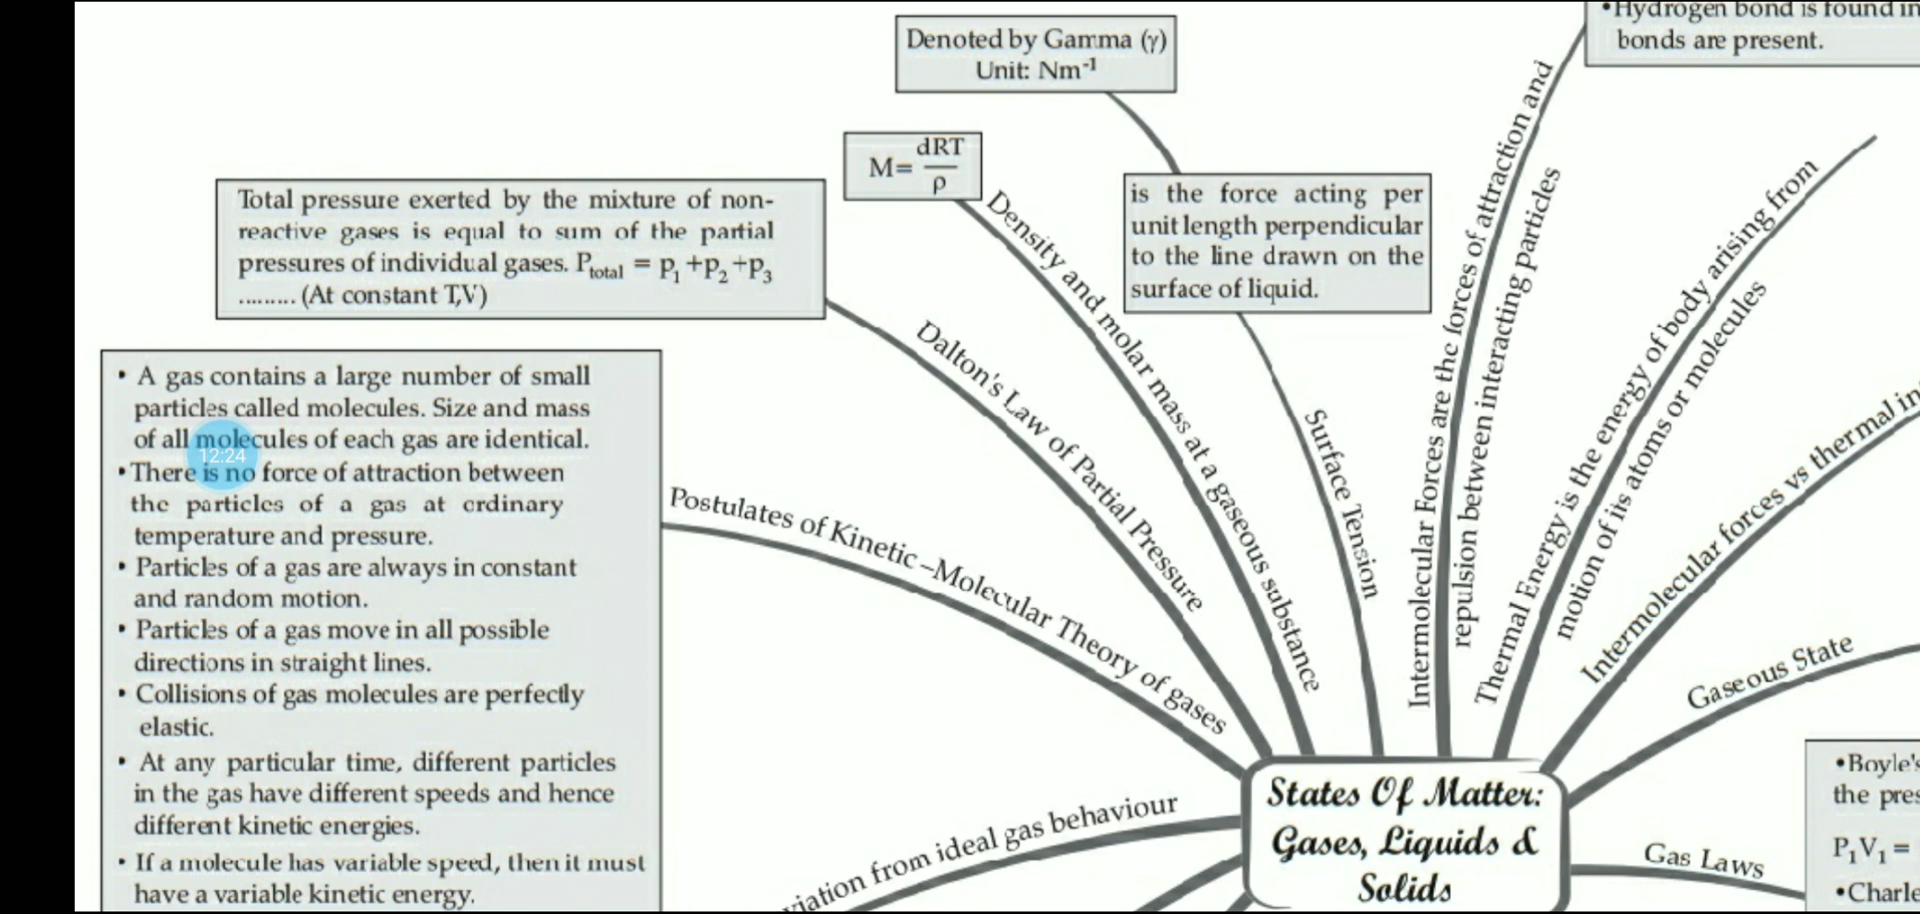 •Hydrogen bond is found in
bonds are present.
Denoted by Gamma (γ)
Unit: Nm⁻¹
M= dRT
ρ
Total pressure exerted by the mixture of non-
reactive gases is equal to sum of the partial
pressures of individual gases. P_total = p₁+p₂+p₃
......... (At constant T,V)
is the force acting per
unit length perpendicular
to the line drawn on the
surface of liquid.
• A gas contains a large number of small
particles called molecules. Size and mass
of all molecules of each gas are identical.
12:24
•There is no force of attraction between
the particles of a gas at ordinary
temperature and pressure.
• Particles of a gas are always in constant
and random motion.
• Particles of a gas move in all possible
directions in straight lines.
• Collisions of gas molecules are perfectly
elastic.
• At any particular time, different particles
in the gas have different speeds and hence
different kinetic energies.
• If a molecule has variable speed, then it must
have a variable kinetic energy.
Postulates of Kinetic –Molecular Theory of gases
Dalton's Law of Partial Pressure
Density and molar mass at a gaseous substance
Surface Tension
Intermolecular Forces are the forces of attraction and
repulsion between interacting particles
Thermal Energy is the energy of body arising from
motion of its atoms or molecules
Intermolecular forces vs thermal in
Gaseous State
Gas Laws
viation from ideal gas behaviour
States Of Matter:
Gases, Liquids &
Solids
•Boyle's
the pres
P₁V₁ =
•Charle